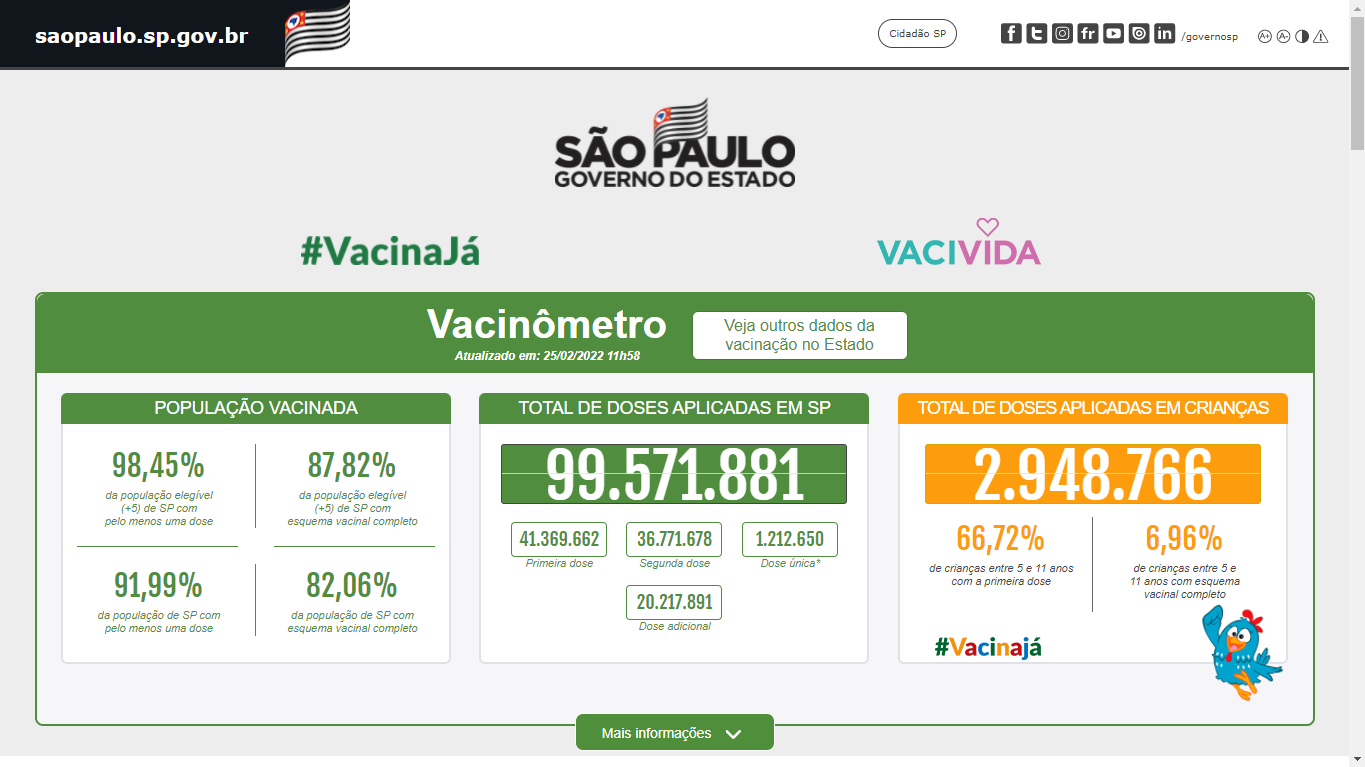 saopaulo.sp.gov.br
Cidadão SP
/governosp
A+ A-
SÃO PAULO
GOVERNO DO ESTADO
#VacinaJá
VACIVIDA
Vacinômetro
Atualizado em: 25/02/2022 11h58
Veja outros dados da
vacinação no Estado
POPULAÇÃO VACINADA
98,45%
da população elegível
(+5) de SP com
pelo menos uma dose
87,82%
da população elegível
(+5) de SP com
esquema vacinal completo
91,99%
da população de SP com
pelo menos uma dose
82,06%
da população de SP com
esquema vacinal completo
TOTAL DE DOSES APLICADAS EM SP
99.571.881
41.369.662
Primeira dose
36.771.678
Segunda dose
1.212.650
Dose única*
20.217.891
Dose adicional
TOTAL DE DOSES APLICADAS EM CRIANÇAS
2.948.766
66,72%
de crianças entre 5 e 11 anos
com a primeira dose
6,96%
de crianças entre 5 e
11 anos com esquema
vacinal completo
#Vacinajá
Mais informações